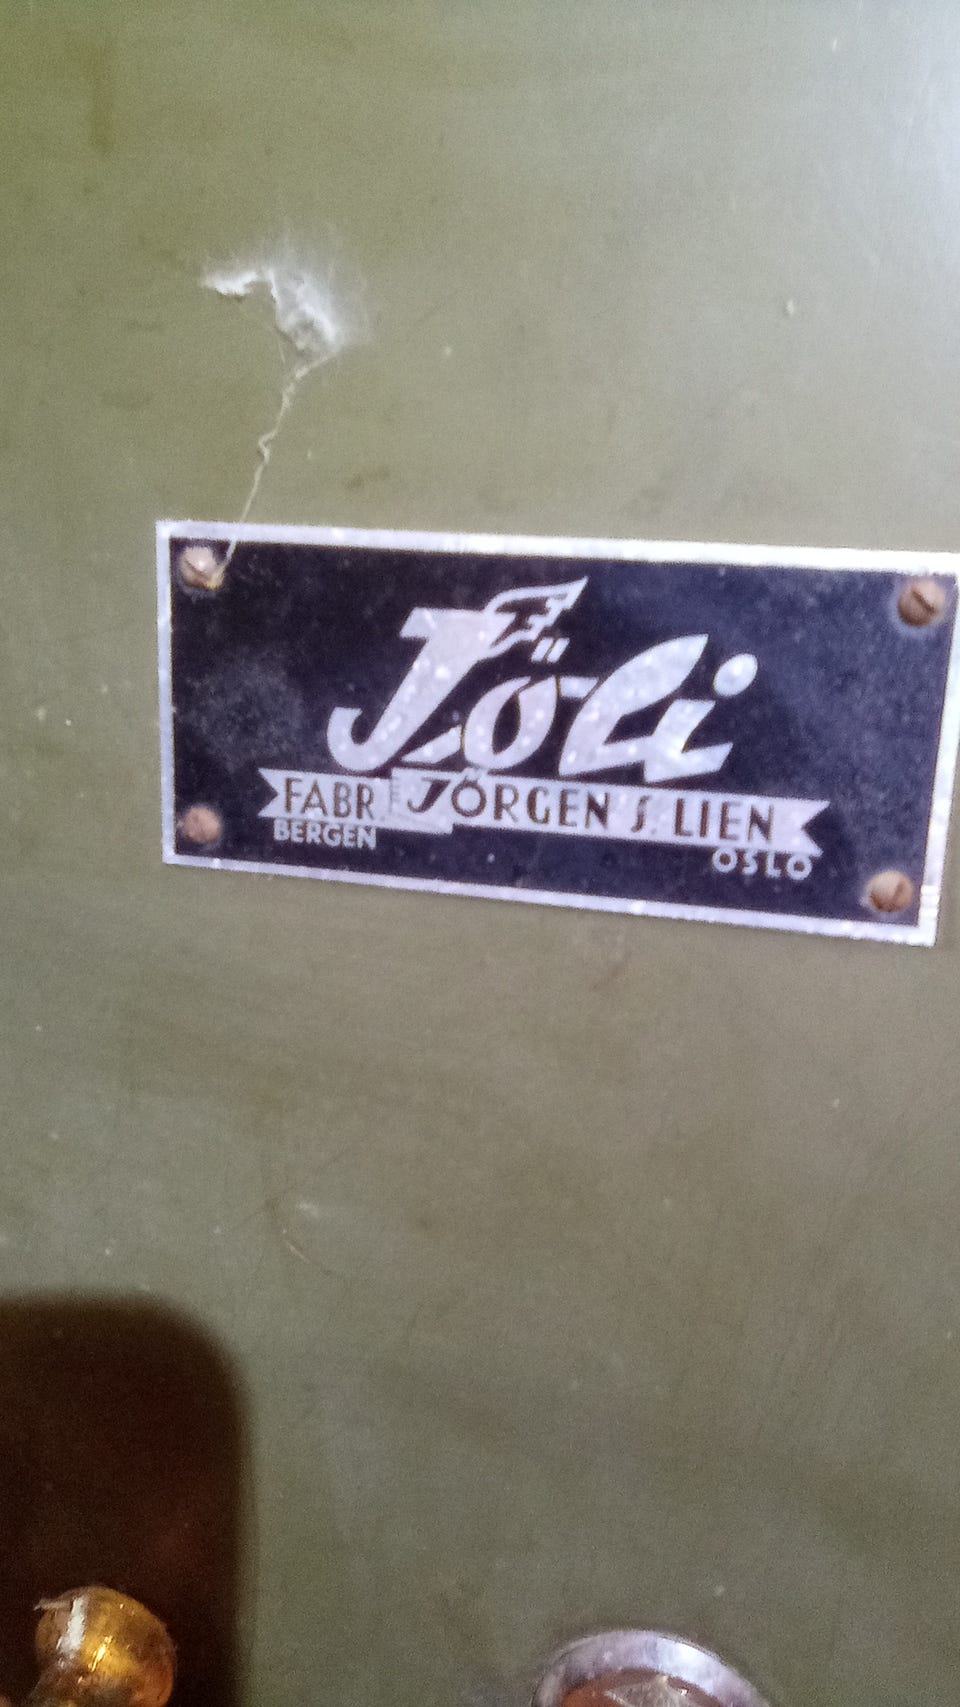 Jöli
FABR. JÖRGEN S. LIEN
BERGEN
OSLO